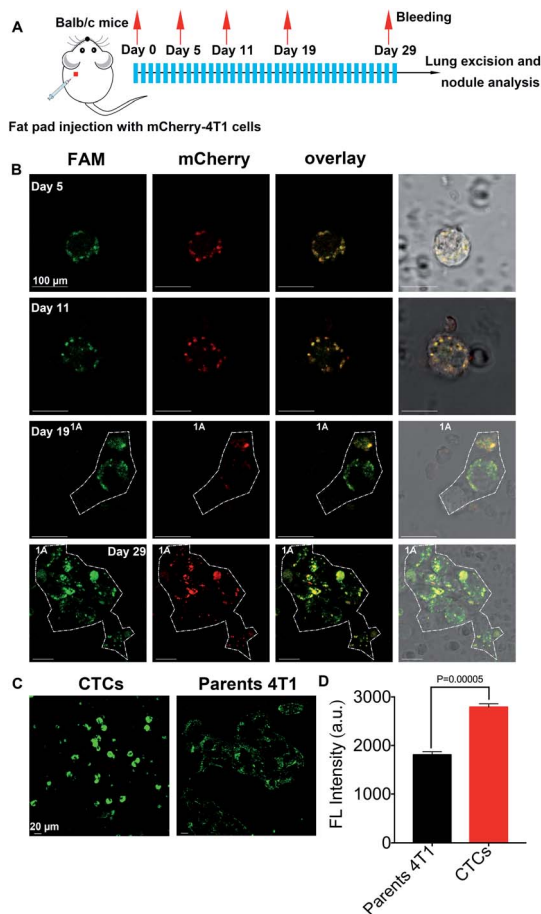 A
Balb/c mice
Bleeding
Day 0
Day 5
Day 11
Day 19
Day 29
Lung excision and
nodule analysis
Fat pad injection with mCherry-4T1 cells
B
FAM
mCherry
overlay
Day 5
100 µm
Day 11
Day 19
1A
1A
1A
1A
1A
Day 29
1A
1A
1A
C
CTCs
Parents 4T1
20 µm
D
P=0.00005
FL Intensity (a.u.)
3000
2000
1000
0
Parents 4T1
CTCs